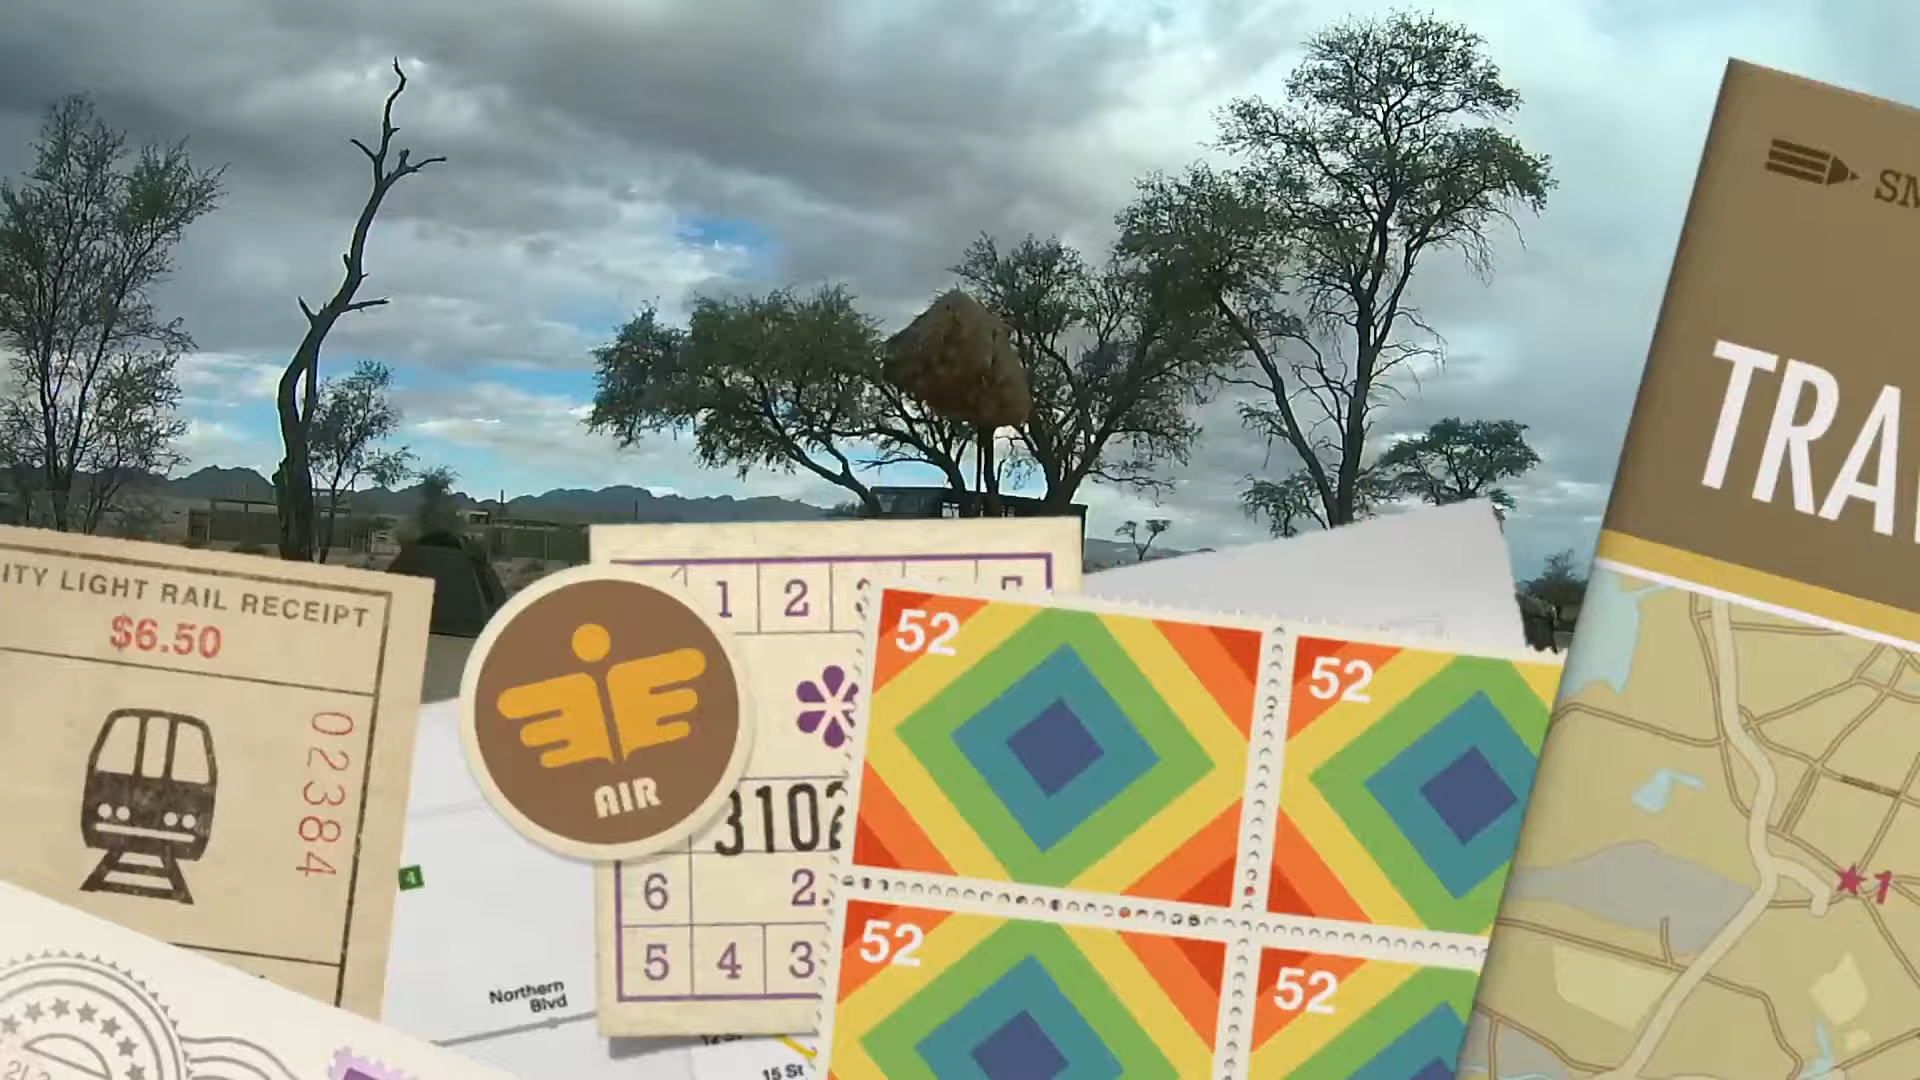 ITY LIGHT RAIL RECEIPT
$6.50
02384
AIR
1 2
3102
6 2.
5 4 3
52
52
52
52
4
Northern
Blvd
15 St
TRA
1